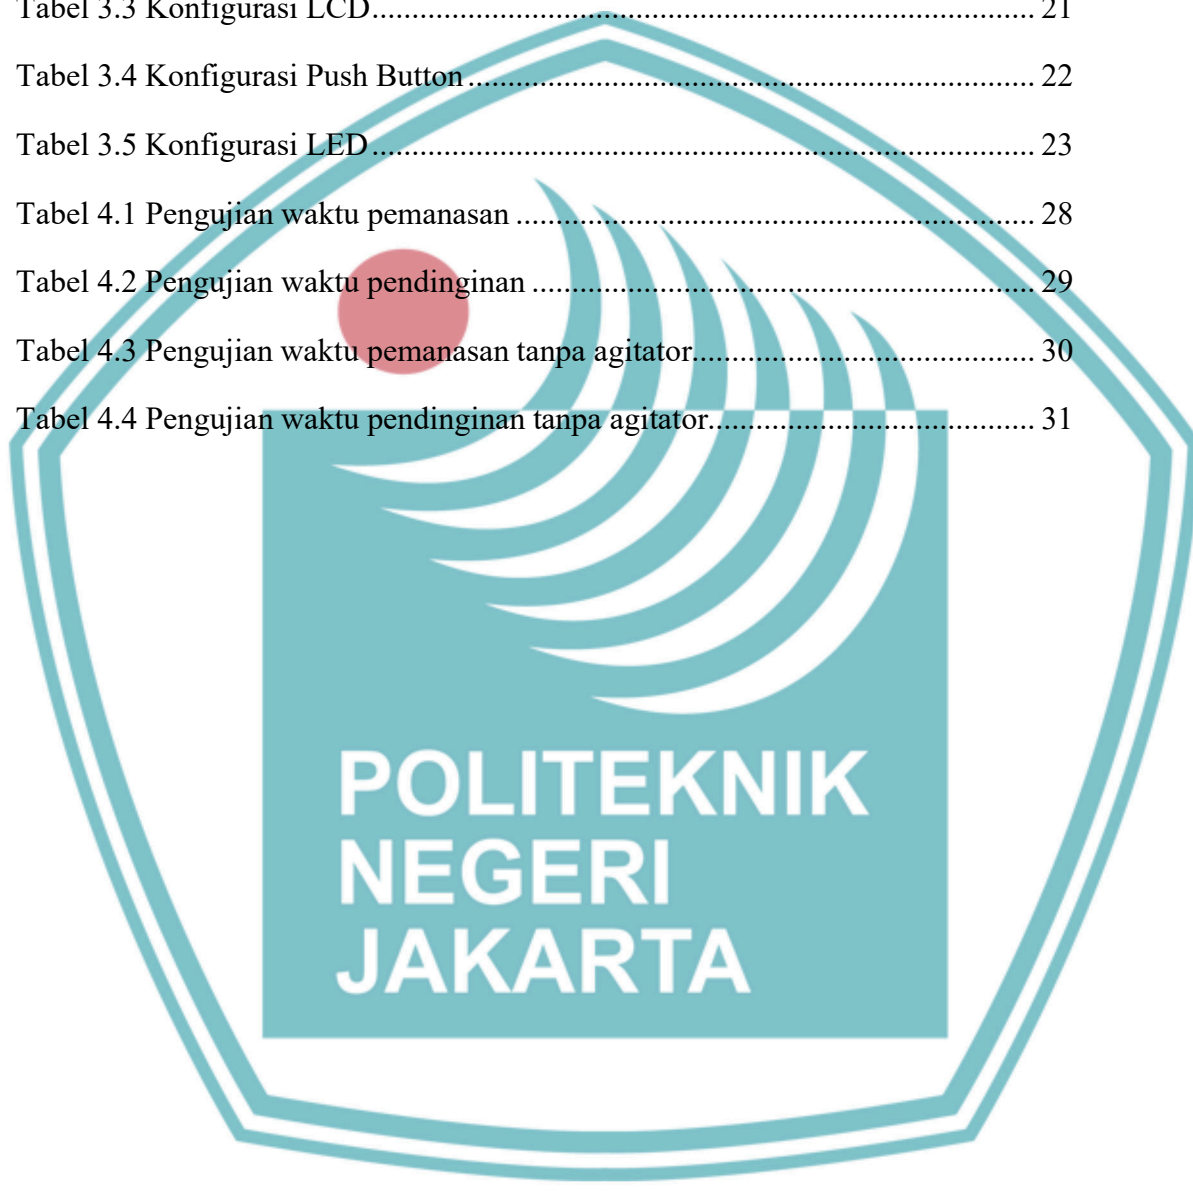 Tabel 3.3 Konfigurasi LCD.................................................................................... 21
Tabel 3.4 Konfigurasi Push Button........................................................................ 22
Tabel 3.5 Konfigurasi LED.................................................................................... 23
Tabel 4.1 Pengujian waktu pemanasan .................................................................. 28
Tabel 4.2 Pengujian waktu pendinginan ................................................................ 29
Tabel 4.3 Pengujian waktu pemanasan tanpa agitator........................................... 30
Tabel 4.4 Pengujian waktu pendinginan tanpa agitator......................................... 31
POLITEKNIK
NEGERI
JAKARTA